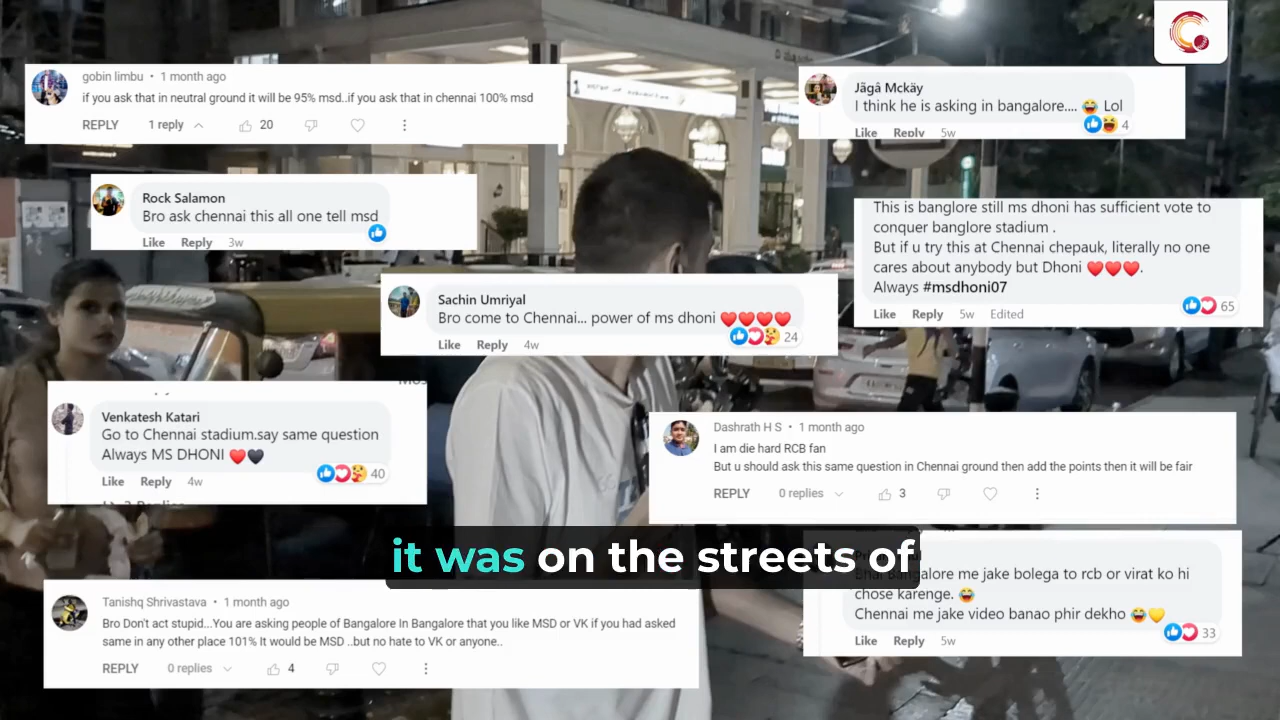 gobin limbu • 1 month ago
if you ask that in neutral ground it will be 95% msd..if you ask that in chennai 100% msd
REPLY 1 reply 20
Jägâ Mckäy
I think he is asking in bangalore.... 😂 Lol
4
Like Reply 5w
Rock Salamon
Bro ask chennai this all one tell msd
Like Reply 3w
This is banglore still ms dhoni has sufficient vote to
conquer banglore stadium .
But if u try this at Chennai chepauk, literally no one
cares about anybody but Dhoni ❤️❤️❤️.
Always #msdhoni07
Like Reply 5w Edited 65
Sachin Umriyal
Bro come to Chennai... power of ms dhoni ❤️❤️❤️❤️
Like Reply 4w 24
Venkatesh Katari
Go to Chennai stadium.say same question
Always MS DHONI ❤️🖤
Like Reply 4w 40
Dashrath H S • 1 month ago
I am die hard RCB fan
But u should ask this same question in Chennai ground then add the points then it will be fair
REPLY 0 replies 3
it was on the streets of
Bhai Bangalore me jake bolega to rcb or virat ko hi
chose karenge. 😂
Chennai me jake video banao phir dekho 😂💛
Like Reply 5w 33
Tanishq Shrivastava • 1 month ago
Bro Don't act stupid...You are asking people of Bangalore In Bangalore that you like MSD or VK if you had asked
same in any other place 101% It would be MSD ..but no hate to VK or anyone..
REPLY 0 replies 4